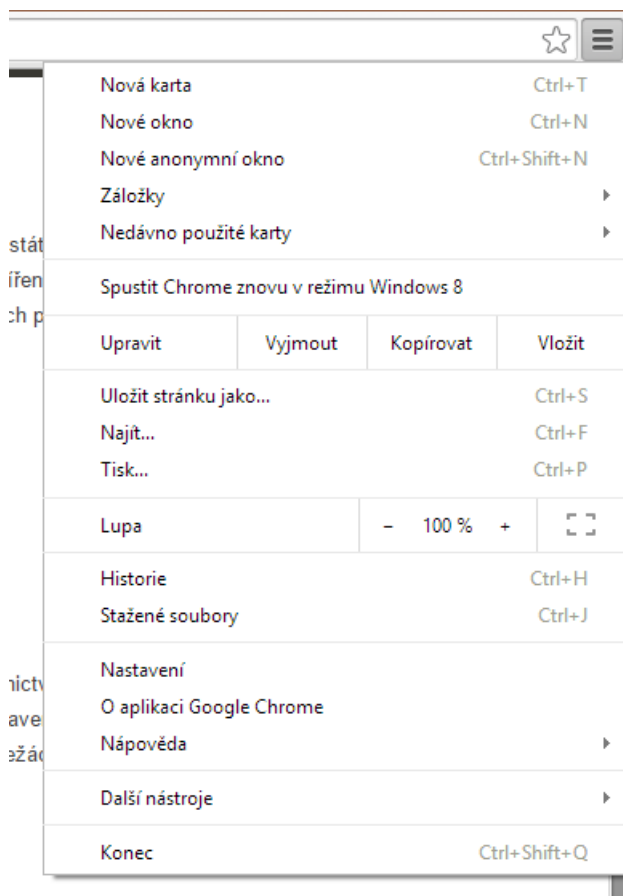 Nová karta Ctrl+T
Nové okno Ctrl+N
Nové anonymní okno Ctrl+Shift+N
Záložky
Nedávno použité karty
Spustit Chrome znovu v režimu Windows 8
Upravit Vyjmout Kopírovat Vložit
Uložit stránku jako... Ctrl+S
Najít... Ctrl+F
Tisk... Ctrl+P
Lupa − 100 % +
Historie Ctrl+H
Stažené soubory Ctrl+J
Nastavení
O aplikaci Google Chrome
Nápověda
Další nástroje
Konec Ctrl+Shift+Q